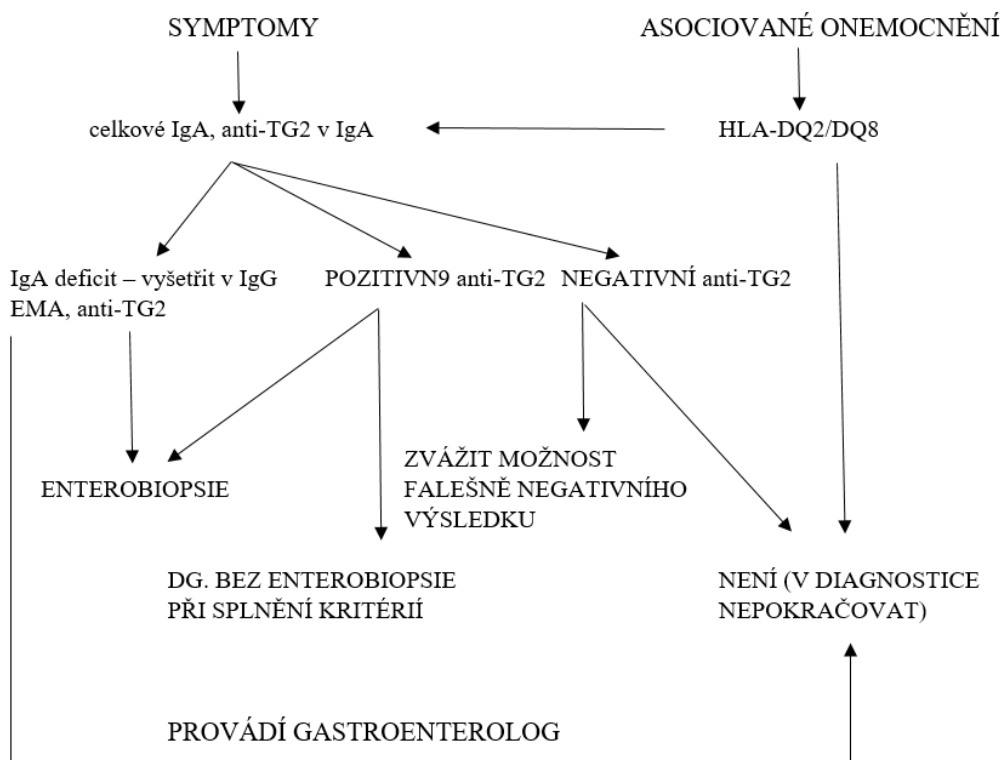 SYMPTOMY
ASOCIOVANÉ ONEMOCNĚNÍ
celkové IgA, anti-TG2 v IgA
HLA-DQ2/DQ8
IgA deficit – vyšetřit v IgG
EMA, anti-TG2
POZITIVN9 anti-TG2
NEGATIVNÍ anti-TG2
ENTEROBIOPSIE
ZVÁŽIT MOŽNOST
FALEŠNĚ NEGATIVNÍHO
VÝSLEDKU
DG. BEZ ENTEROBIOPSIE
PŘI SPLNĚNÍ KRITÉRIÍ
NENÍ (V DIAGNOSTICE
NEPOKRAČOVAT)
PROVÁDÍ GASTROENTEROLOG